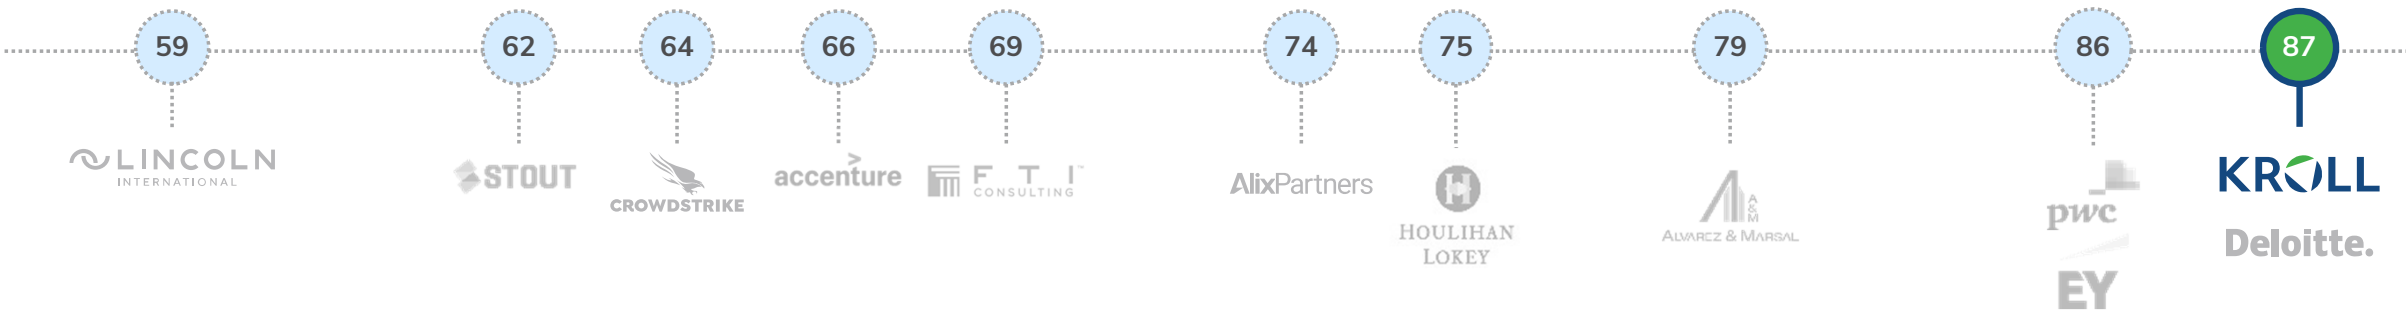 59
62
64
66
69
74
75
79
86
87
LINCOLN
INTERNATIONAL
STOUT
CROWDSTRIKE
accenture
F T I™
CONSULTING
AlixPartners
H
HOULIHAN
LOKEY
A
&
M
ALVAREZ & MARSAL
pwc
EY
KROLL
Deloitte.